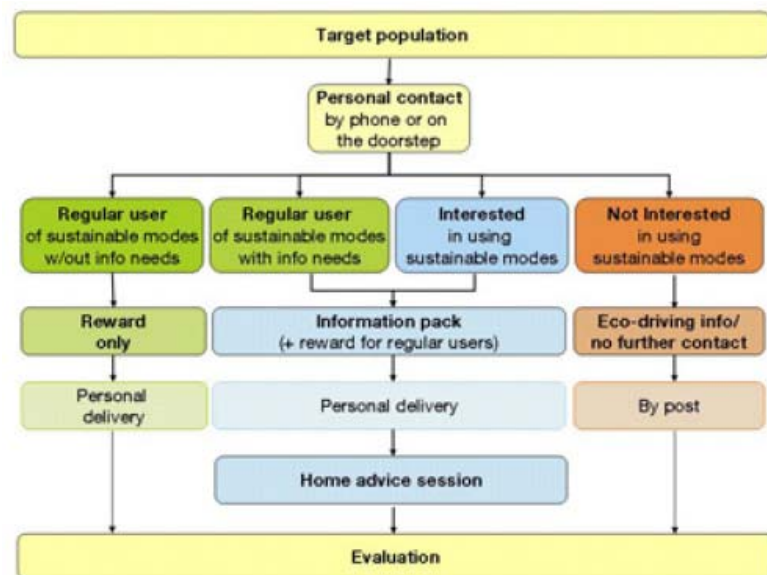 Target population
Personal contact
by phone or on
the doorstep
Regular user
of sustainable modes
w/out info needs
Regular user
of sustainable modes
with info needs
Interested
in using
sustainable modes
Not Interested
in using
sustainable modes
Reward
only
Information pack
(+ reward for regular users)
Eco-driving info/
no further contact
Personal
delivery
Personal delivery
By post
Home advice session
Evaluation